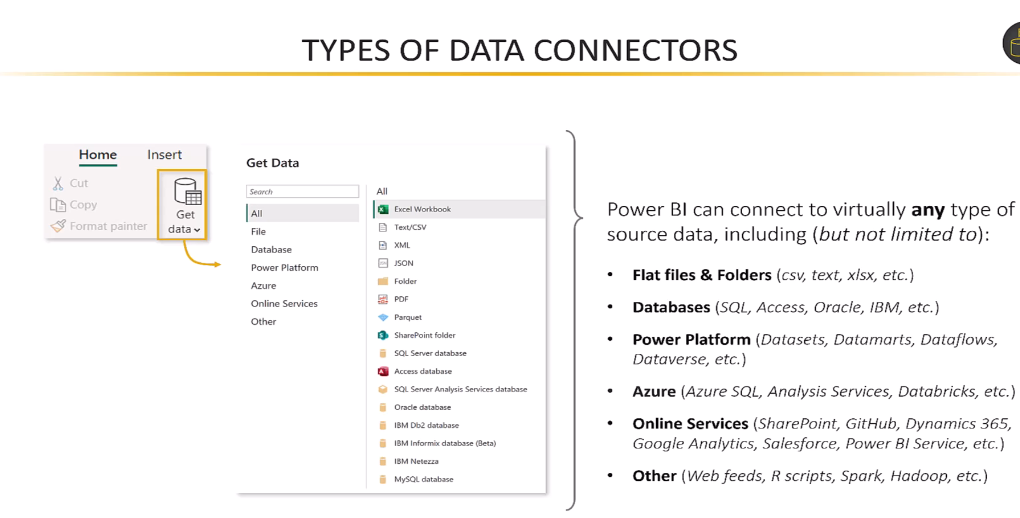 TYPES OF DATA CONNECTORS
Home Insert
Cut
Copy
Format painter
Get
data
Get Data
Search
All
File
Database
Power Platform
Azure
Online Services
Other
All
Excel Workbook
Text/CSV
XML
JSON
Folder
PDF
Parquet
SharePoint folder
SQL Server database
Access database
SQL Server Analysis Services database
Oracle database
IBM Db2 database
IBM Informix database (Beta)
IBM Netezza
MySQL database
Power BI can connect to virtually any type of
source data, including (but not limited to):
• Flat files & Folders (csv, text, xlsx, etc.)
• Databases (SQL, Access, Oracle, IBM, etc.)
• Power Platform (Datasets, Datamarts, Dataflows,
Dataverse, etc.)
• Azure (Azure SQL, Analysis Services, Databricks, etc.)
• Online Services (SharePoint, GitHub, Dynamics 365,
Google Analytics, Salesforce, Power BI Service, etc.)
• Other (Web feeds, R scripts, Spark, Hadoop, etc.)